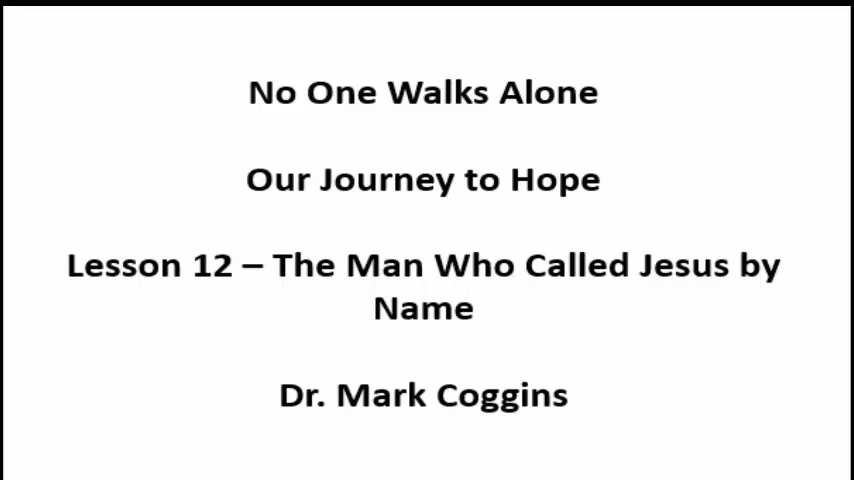 No One Walks Alone
Our Journey to Hope
Lesson 12 – The Man Who Called Jesus by
Name
Dr. Mark Coggins